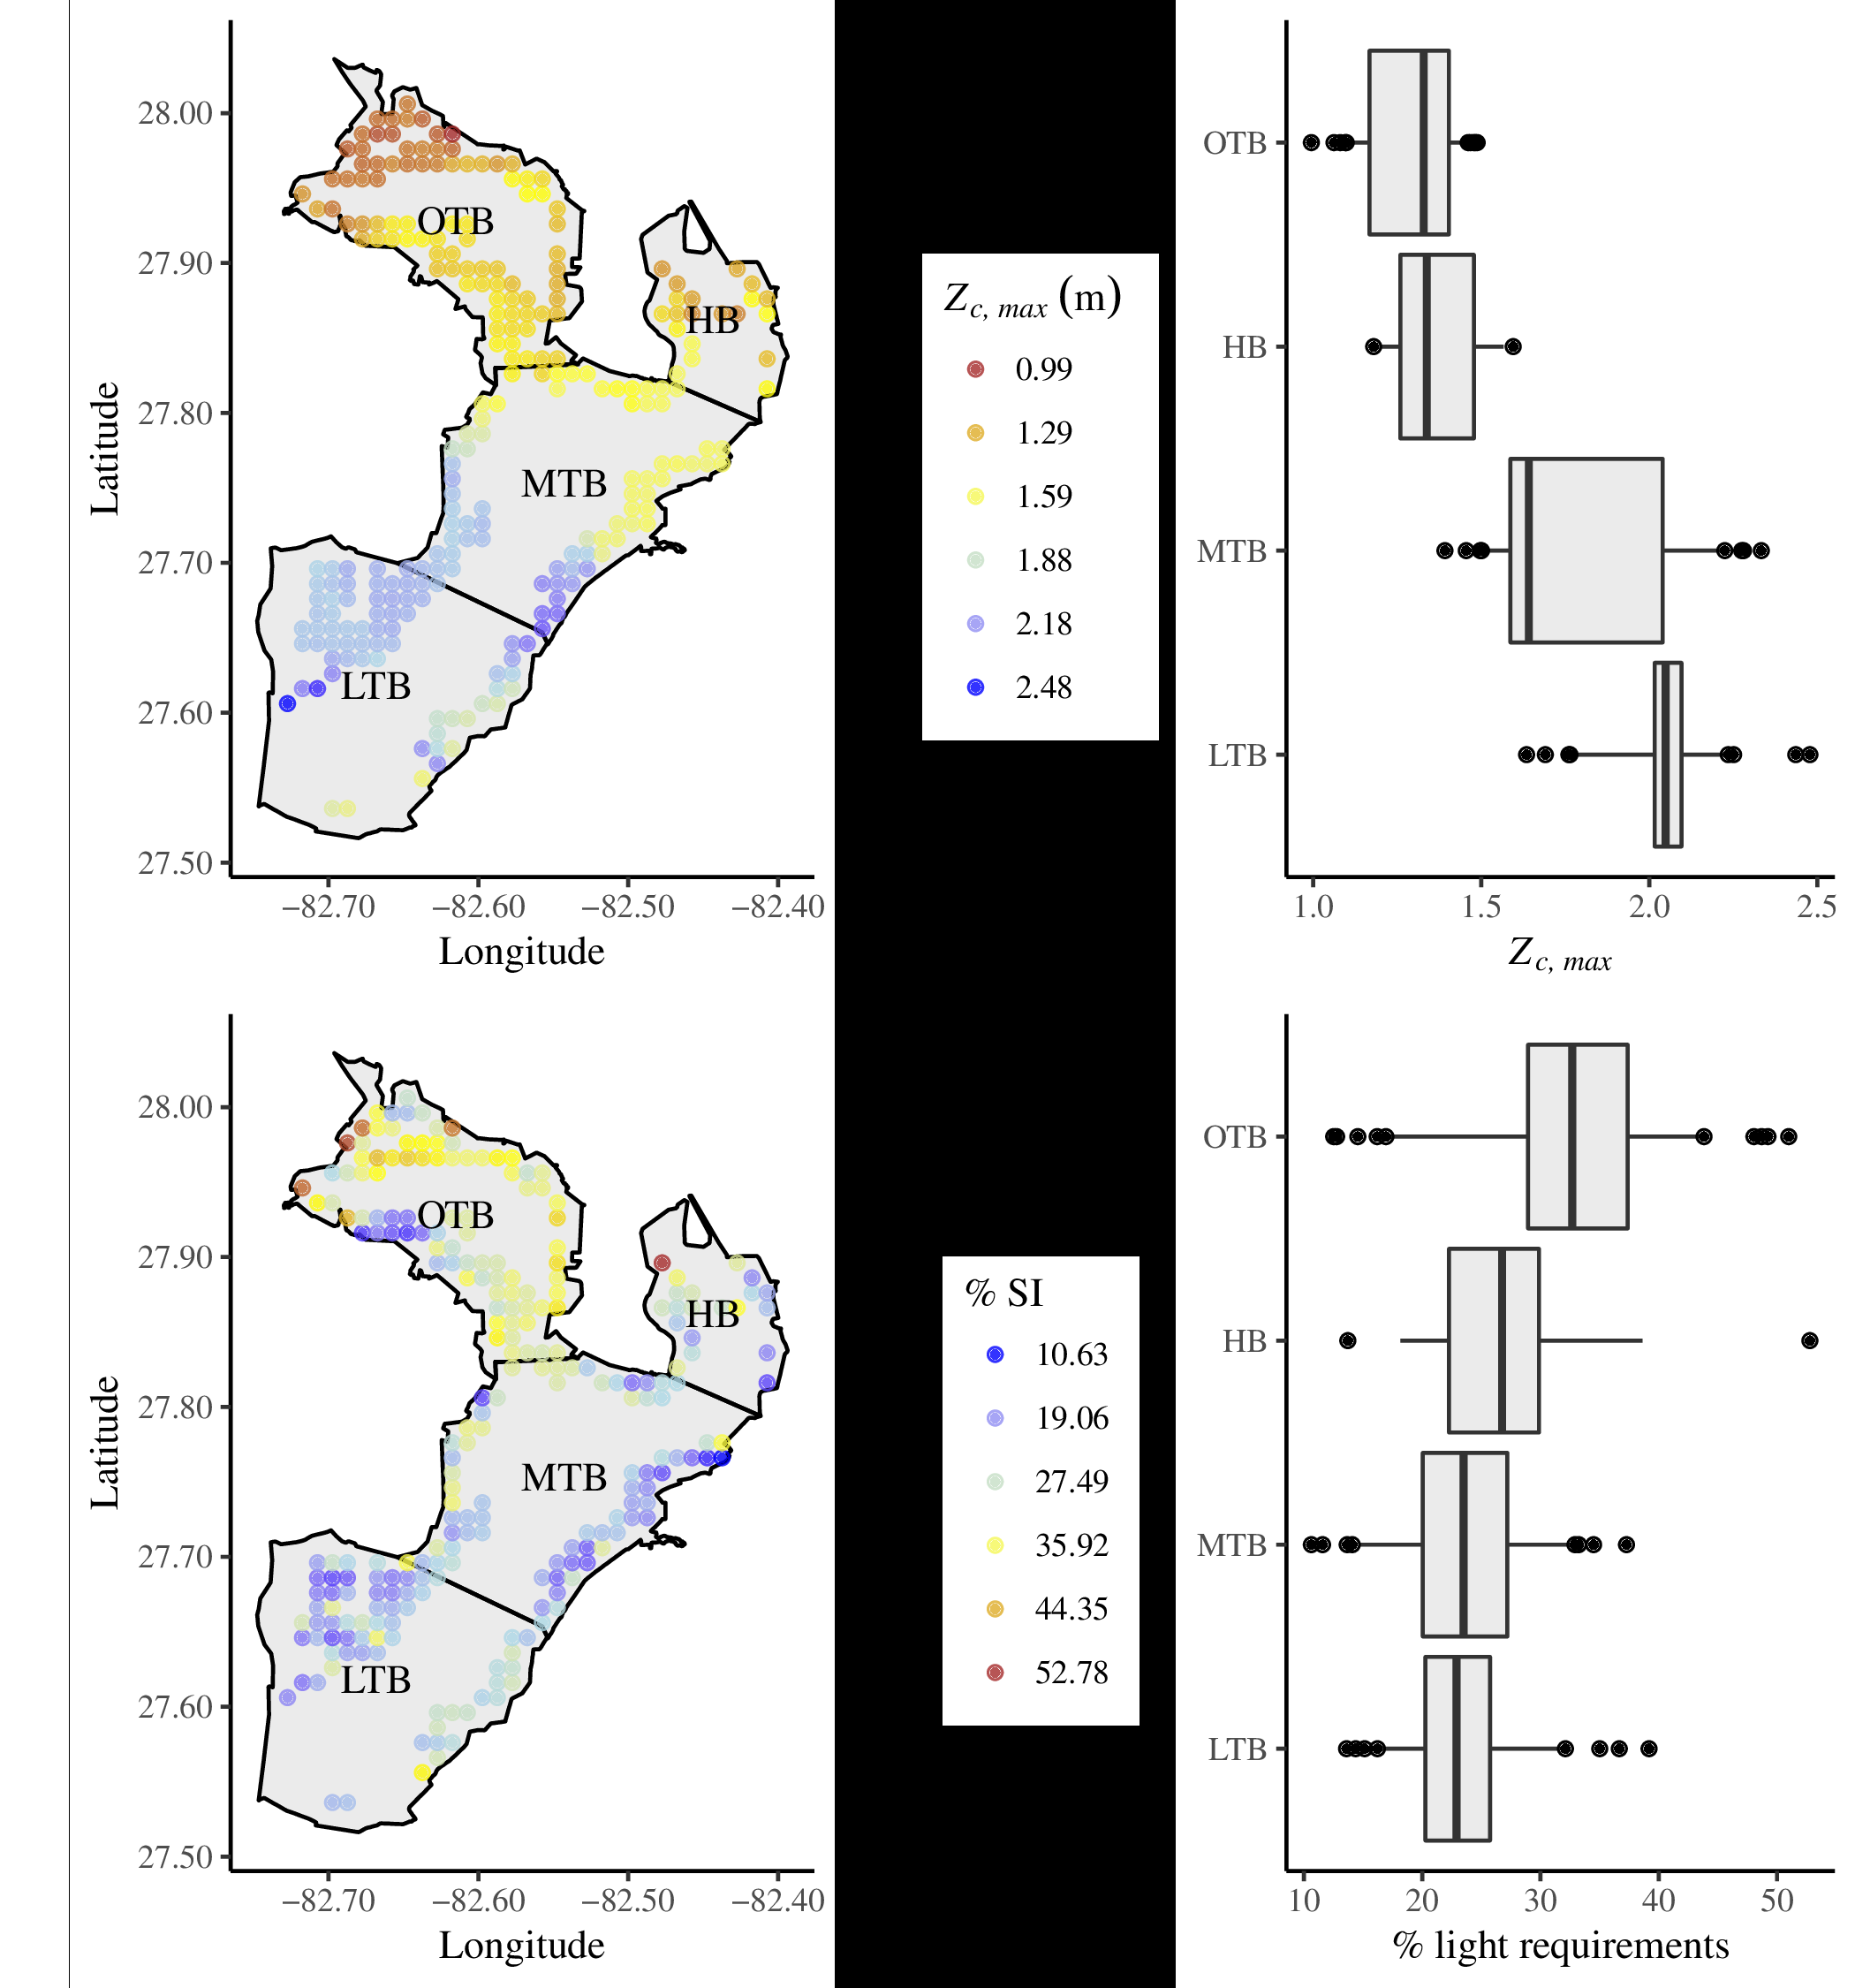 28.00
27.90
27.80
27.70
27.60
27.50
Latitude
OTB
HB
MTB
LTB
−82.70 −82.60 −82.50 −82.40
Longitude
Zc, max (m)
0.99
1.29
1.59
1.88
2.18
2.48
OTB
HB
MTB
LTB
1.0 1.5 2.0 2.5
Zc, max
28.00
27.90
27.80
27.70
27.60
27.50
Latitude
OTB
HB
MTB
LTB
−82.70 −82.60 −82.50 −82.40
Longitude
% SI
10.63
19.06
27.49
35.92
44.35
52.78
OTB
HB
MTB
LTB
10 20 30 40 50
% light requirements